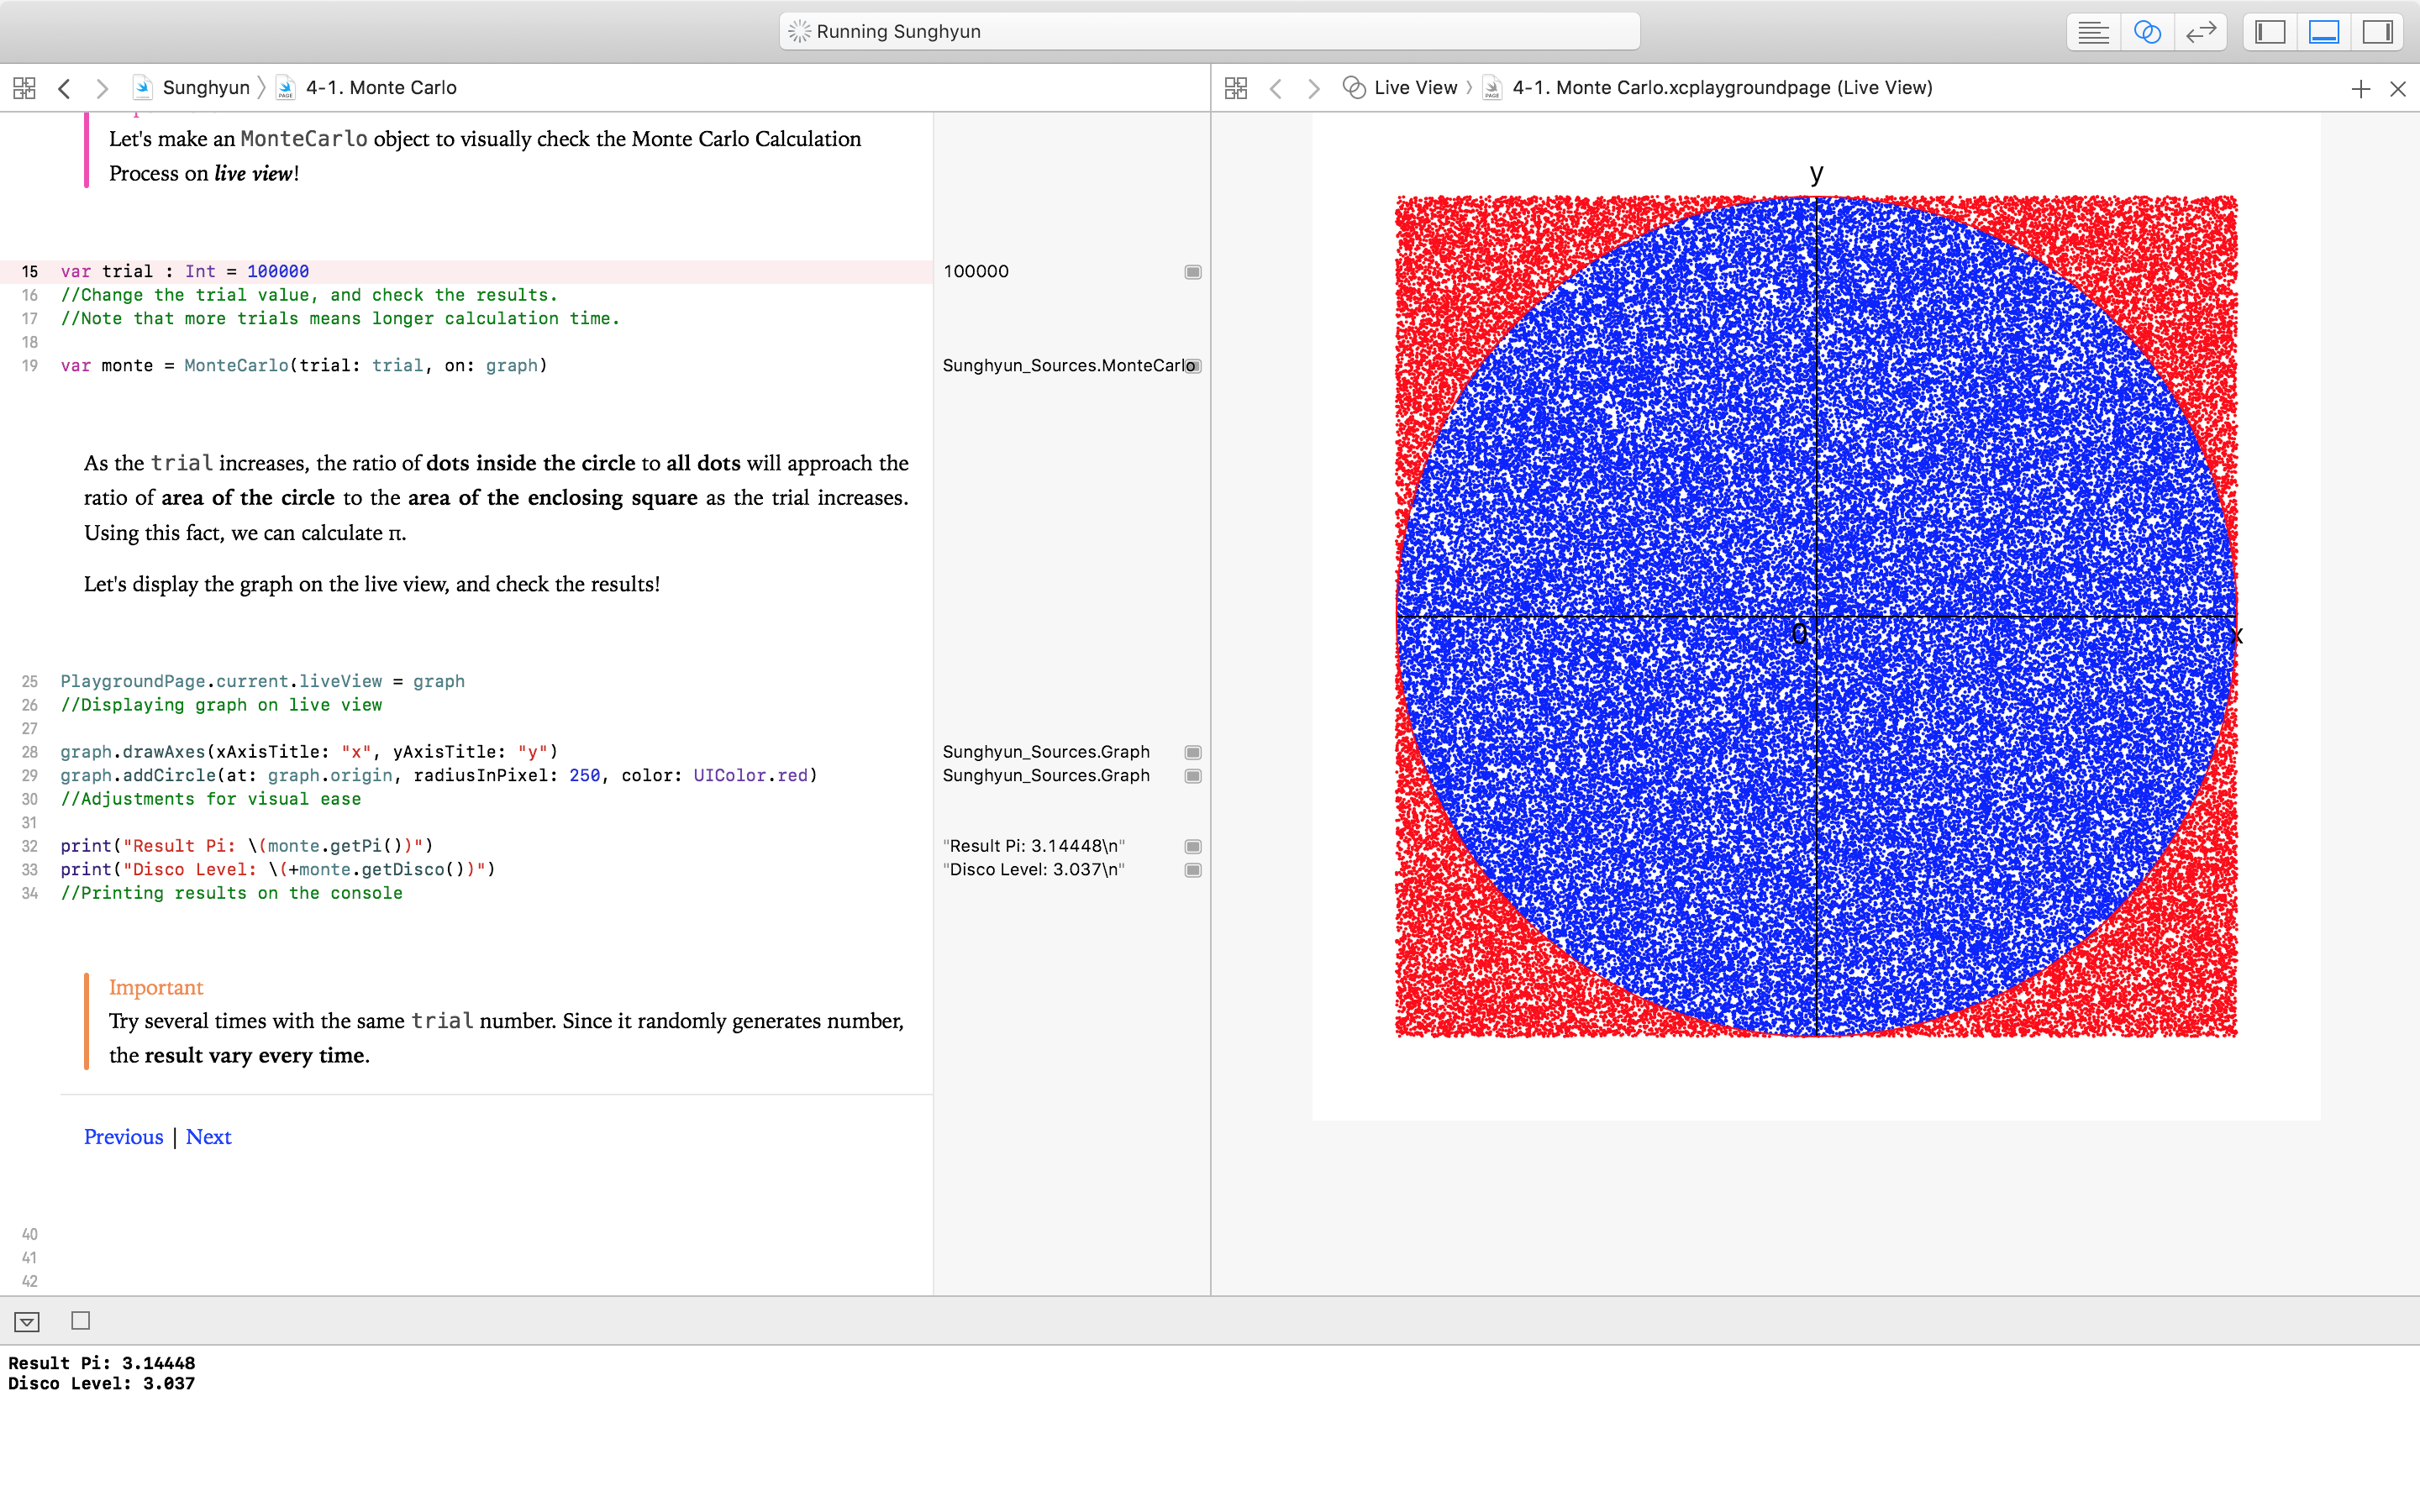 Running Sunghyun
Sunghyun 〉 4-1. Monte Carlo
Let's make an MonteCarlo object to visually check the Monte Carlo Calculation
Process on live view!
15 var trial : Int = 100000
100000
16 //Change the trial value, and check the results.
17 //Note that more trials means longer calculation time.
18
19 var monte = MonteCarlo(trial: trial, on: graph)
Sunghyun_Sources.MonteCarlo
As the trial increases, the ratio of dots inside the circle to all dots will approach the
ratio of area of the circle to the area of the enclosing square as the trial increases.
Using this fact, we can calculate π.
Let's display the graph on the live view, and check the results!
25 PlaygroundPage.current.liveView = graph
26 //Displaying graph on live view
27
28 graph.drawAxes(xAxisTitle: "x", yAxisTitle: "y")
Sunghyun_Sources.Graph
29 graph.addCircle(at: graph.origin, radiusInPixel: 250, color: UIColor.red)
Sunghyun_Sources.Graph
30 //Adjustments for visual ease
31
32 print("Result Pi: \(monte.getPi())")
"Result Pi: 3.14448\n"
33 print("Disco Level: \(+monte.getDisco())")
"Disco Level: 3.037\n"
34 //Printing results on the console
Important
Try several times with the same trial number. Since it randomly generates number,
the result vary every time.
Previous | Next
40
41
42
Live View 〉 4-1. Monte Carlo.xcplaygroundpage (Live View)
y
0
x
Result Pi: 3.14448
Disco Level: 3.037